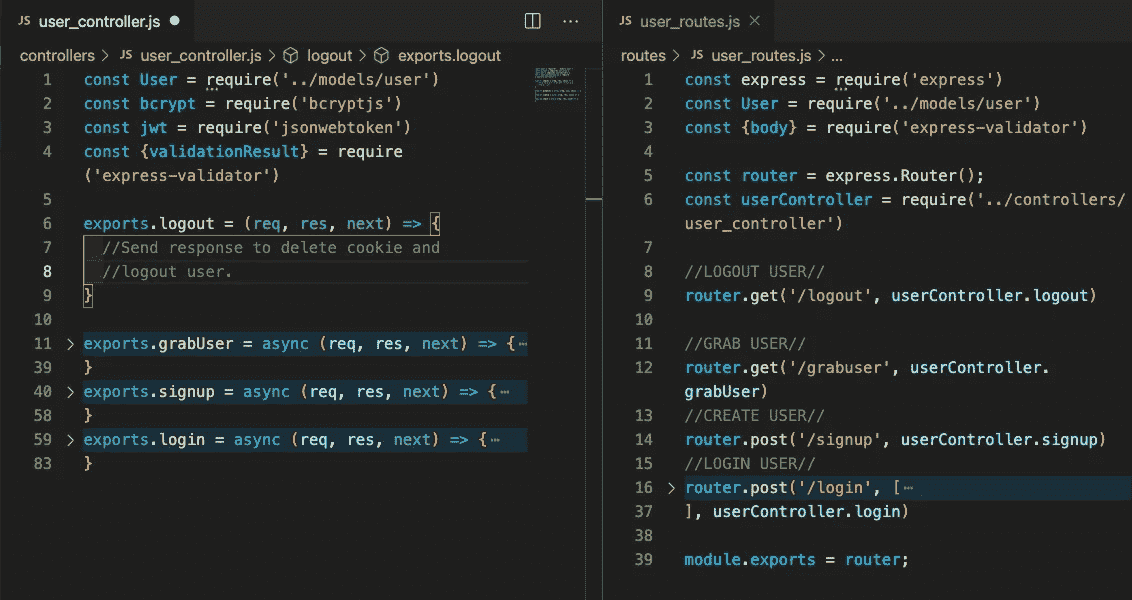 JS user_controller.js
controllers > JS user_controller.js > logout > exports.logout
1 const User = require('../models/user')
2 const bcrypt = require('bcryptjs')
3 const jwt = require('jsonwebtoken')
4 const {validationResult} = require
('express-validator')
5
6 exports.logout = (req, res, next) => {
7 //Send response to delete cookie and
8 //logout user.
9 }
10
11 > exports.grabUser = async (req, res, next) => {…
39 }
40 > exports.signup = async (req, res, next) => {…
58 }
59 > exports.login = async (req, res, next) => {…
83 }
JS user_routes.js
routes > JS user_routes.js > ...
1 const express = require('express')
2 const User = require('../models/user')
3 const {body} = require('express-validator')
4
5 const router = express.Router();
6 const userController = require('../controllers/
user_controller')
7
8 //LOGOUT USER//
9 router.get('/logout', userController.logout)
10
11 //GRAB USER//
12 router.get('/grabuser', userController.
grabUser)
13 //CREATE USER//
14 router.post('/signup', userController.signup)
15 //LOGIN USER//
16 > router.post('/login', […
37 ], userController.login)
38
39 module.exports = router;